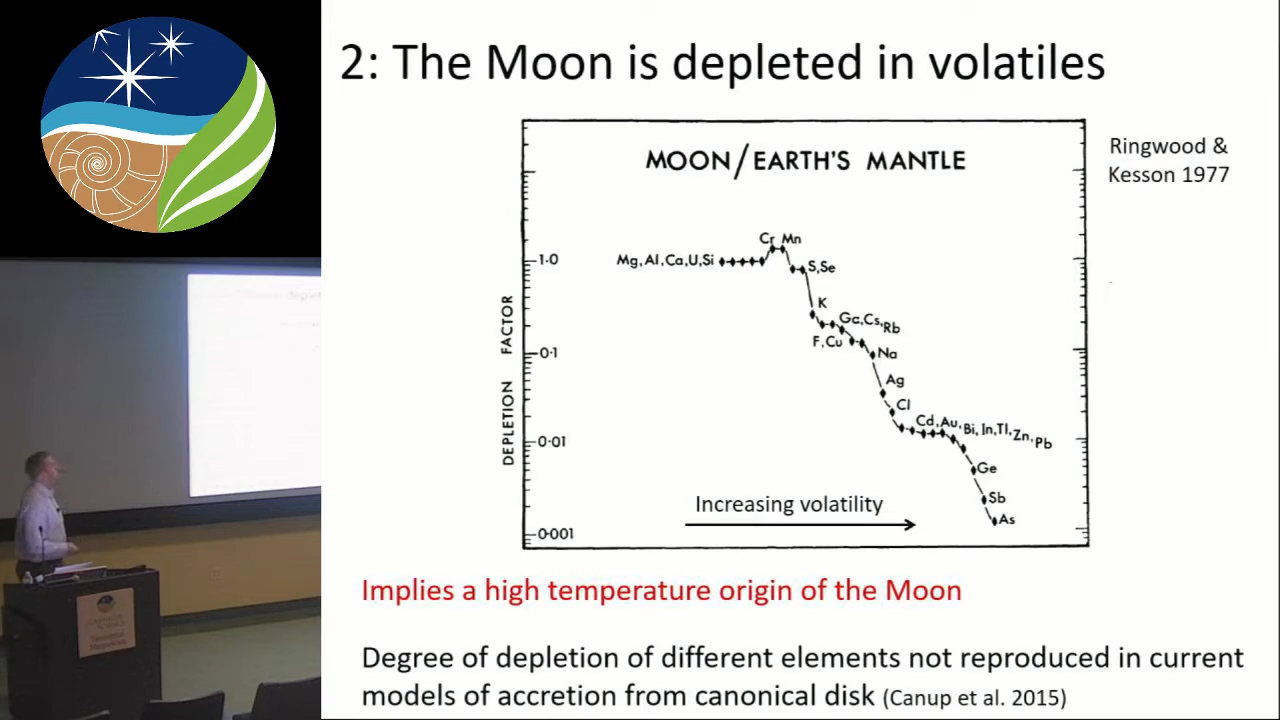 2: The Moon is depleted in volatiles
MOON/EARTH'S MANTLE
Ringwood &
Kesson 1977
Cr Mn
1.0
Mg,Al,Ca,U,Si
S,Se
K
Ga,Cs,Rb
F,Cu
0·1
Na
Ag
Cl
Cd,Au,Bi,In,Tl,Zn,Pb
0·01
Ge
Sb
As
0·001
DEPLETION FACTOR
Increasing volatility
Implies a high temperature origin of the Moon
Degree of depletion of different elements not reproduced in current
models of accretion from canonical disk (Canup et al. 2015)